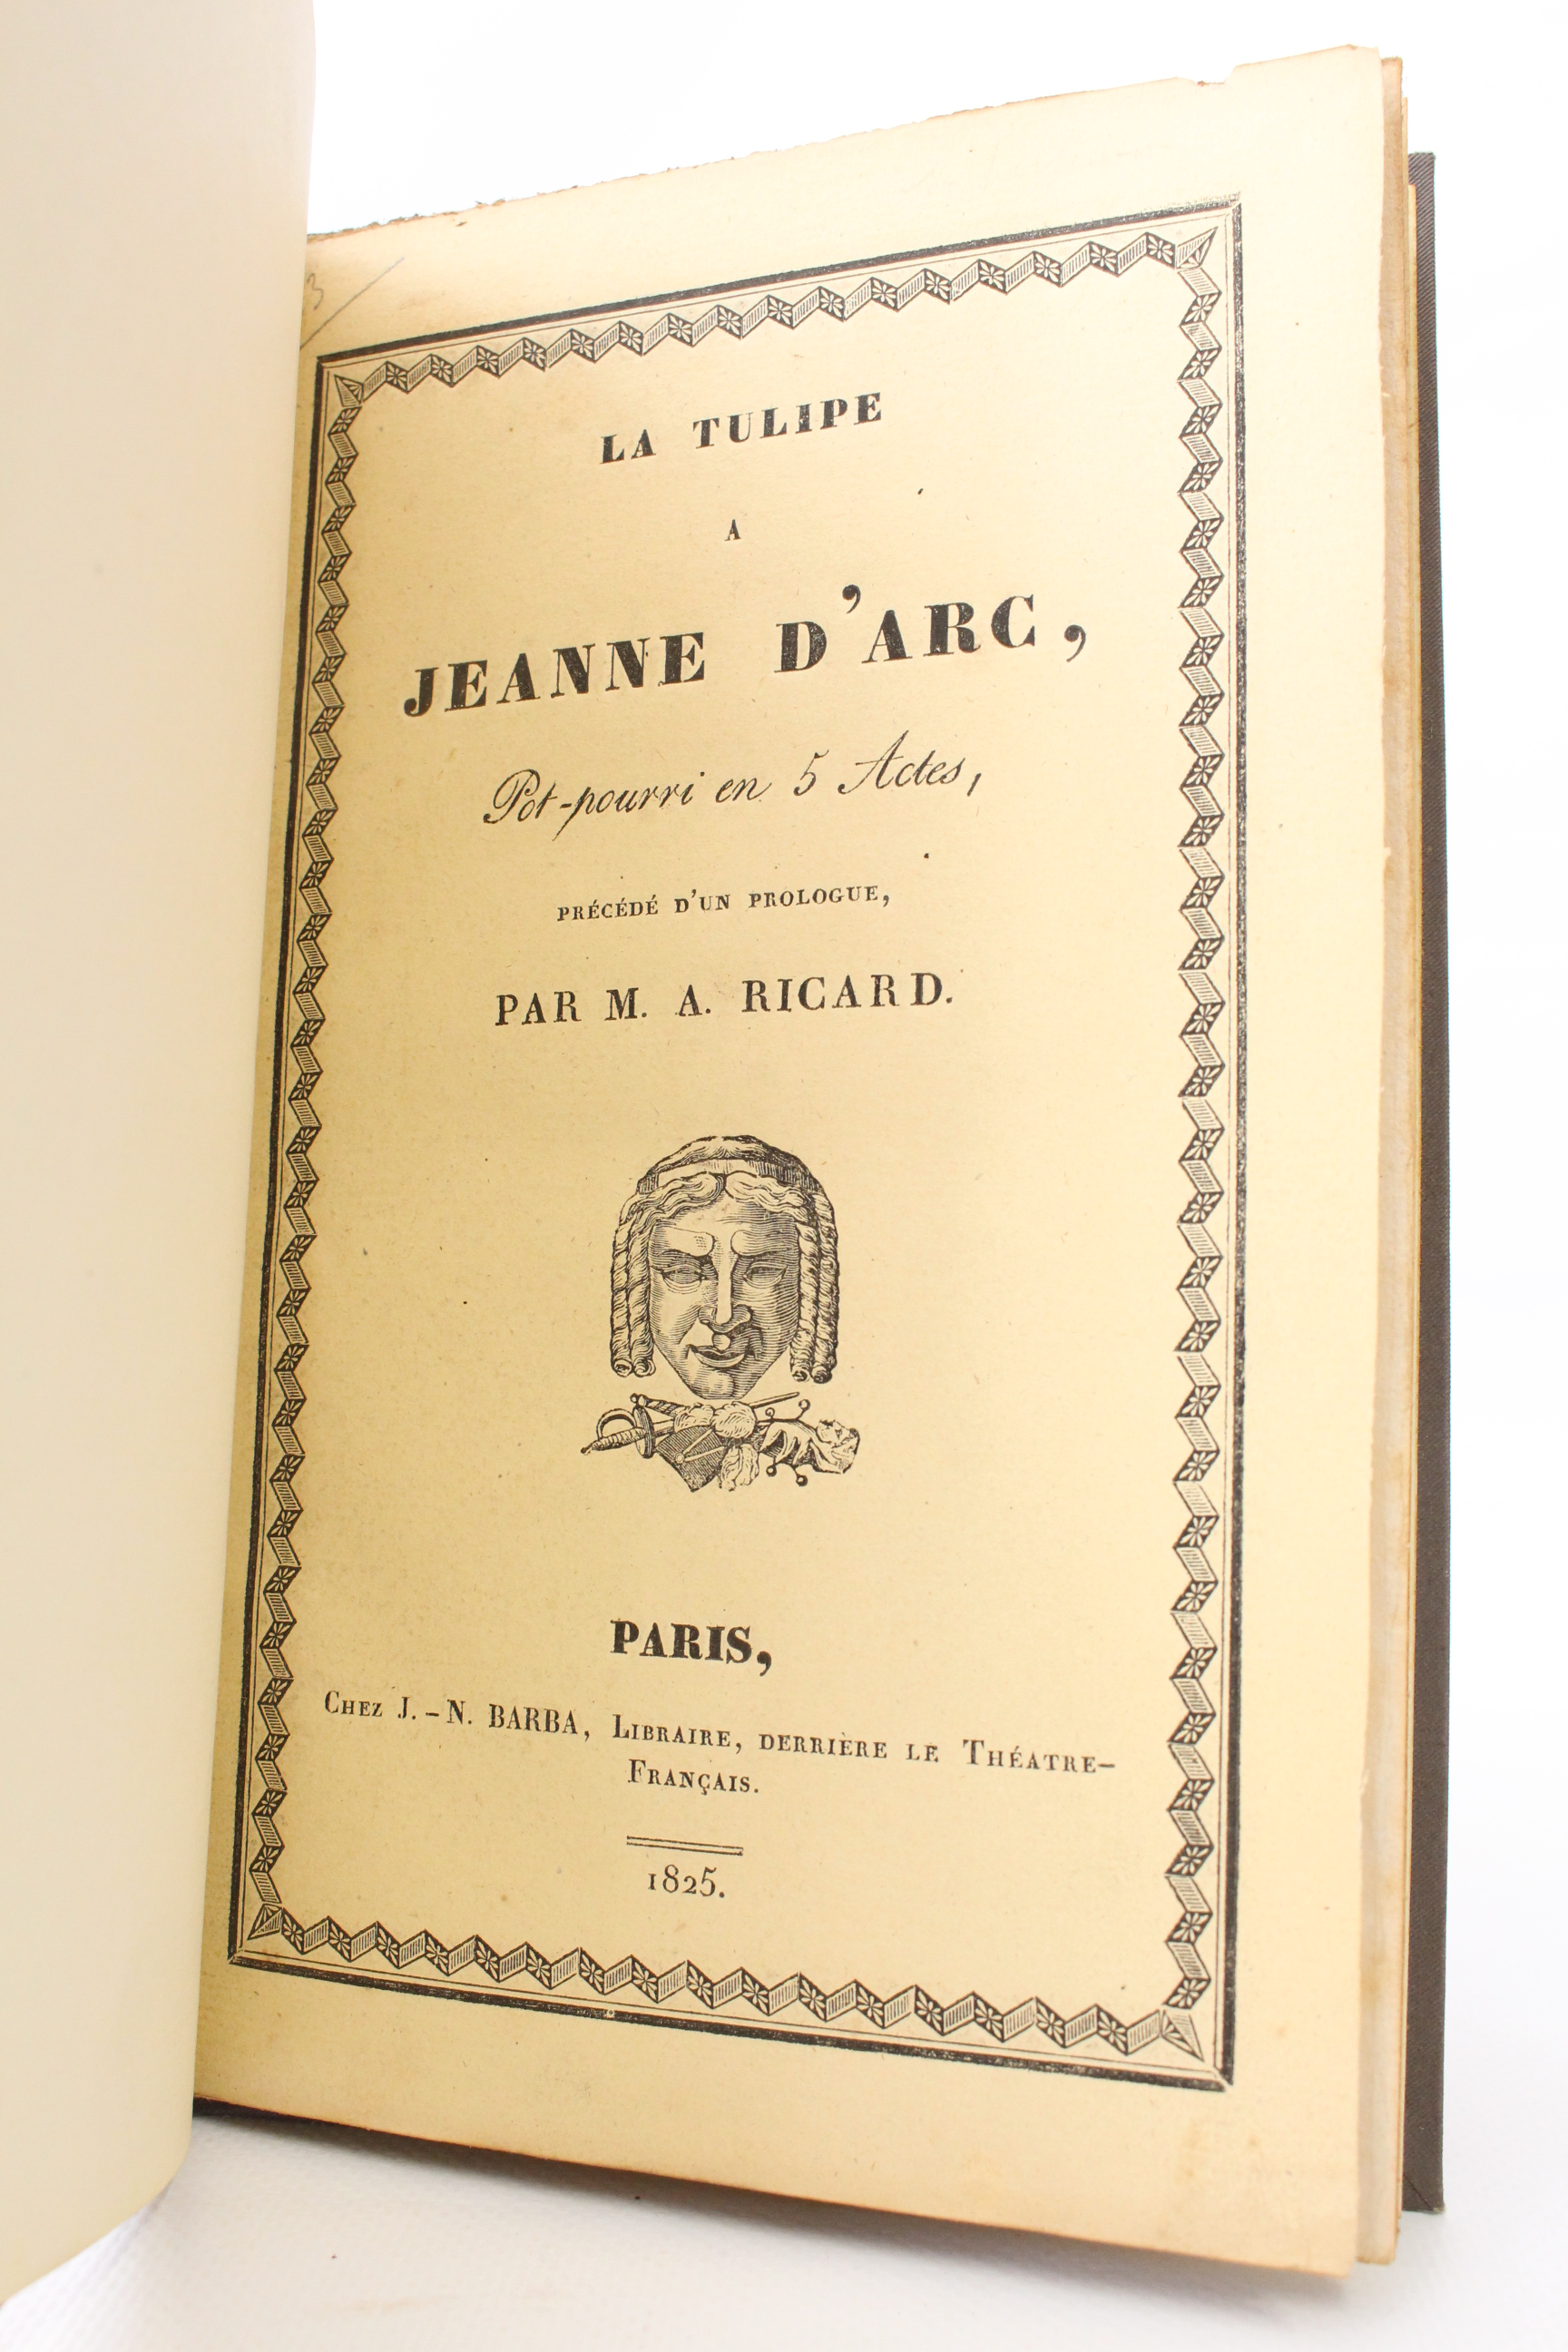 3
LA TULIPE
A
JEANNE D'ARC,
Pot-pourri en 5 Actes,
PRÉCÉDÉ D'UN PROLOGUE,
PAR M. A. RICARD.
PARIS,
CHEZ J.-N. BARBA, LIBRAIRE, DERRIÈRE LE THÉATRE-
FRANÇAIS.
1825.